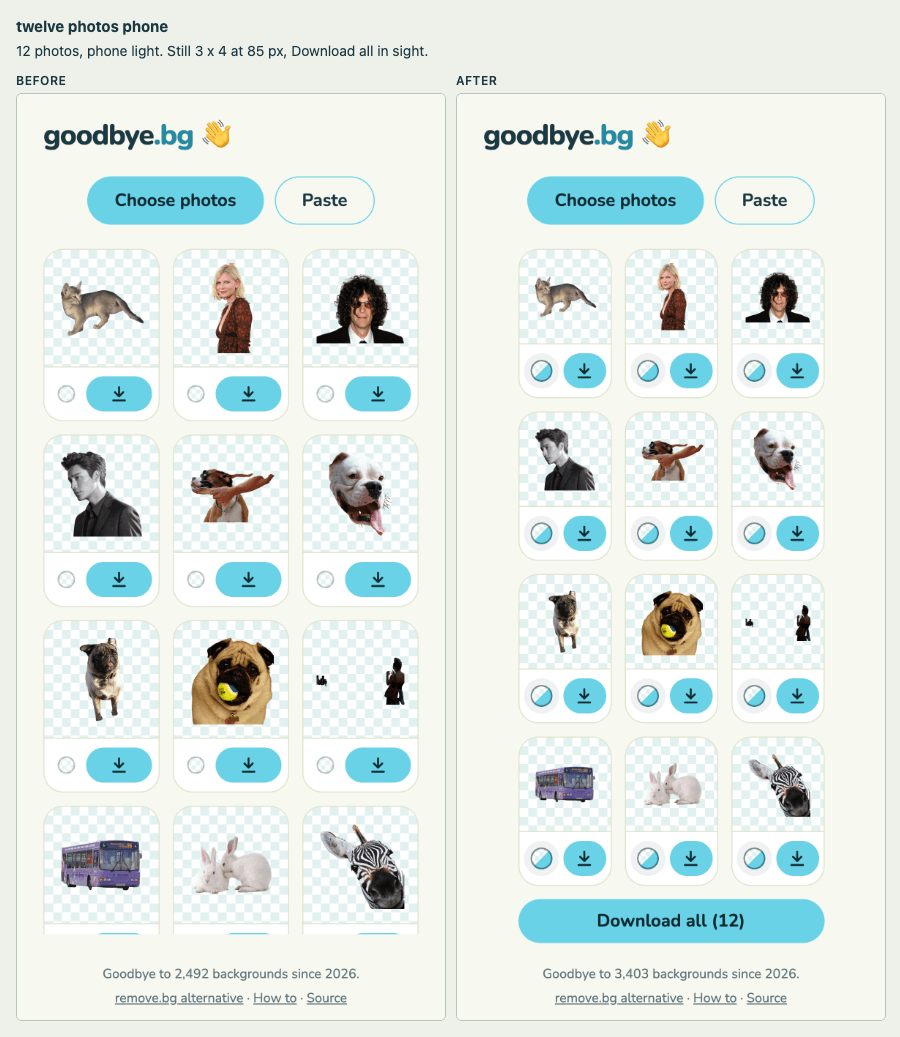 twelve photos phone
12 photos, phone light. Still 3 x 4 at 85 px, Download all in sight.
BEFORE
AFTER
goodbye.bg 👋
Choose photos
Paste
Goodbye to 2,492 backgrounds since 2026.
remove.bg alternative · How to · Source
goodbye.bg 👋
Choose photos
Paste
Download all (12)
Goodbye to 3,403 backgrounds since 2026.
remove.bg alternative · How to · Source